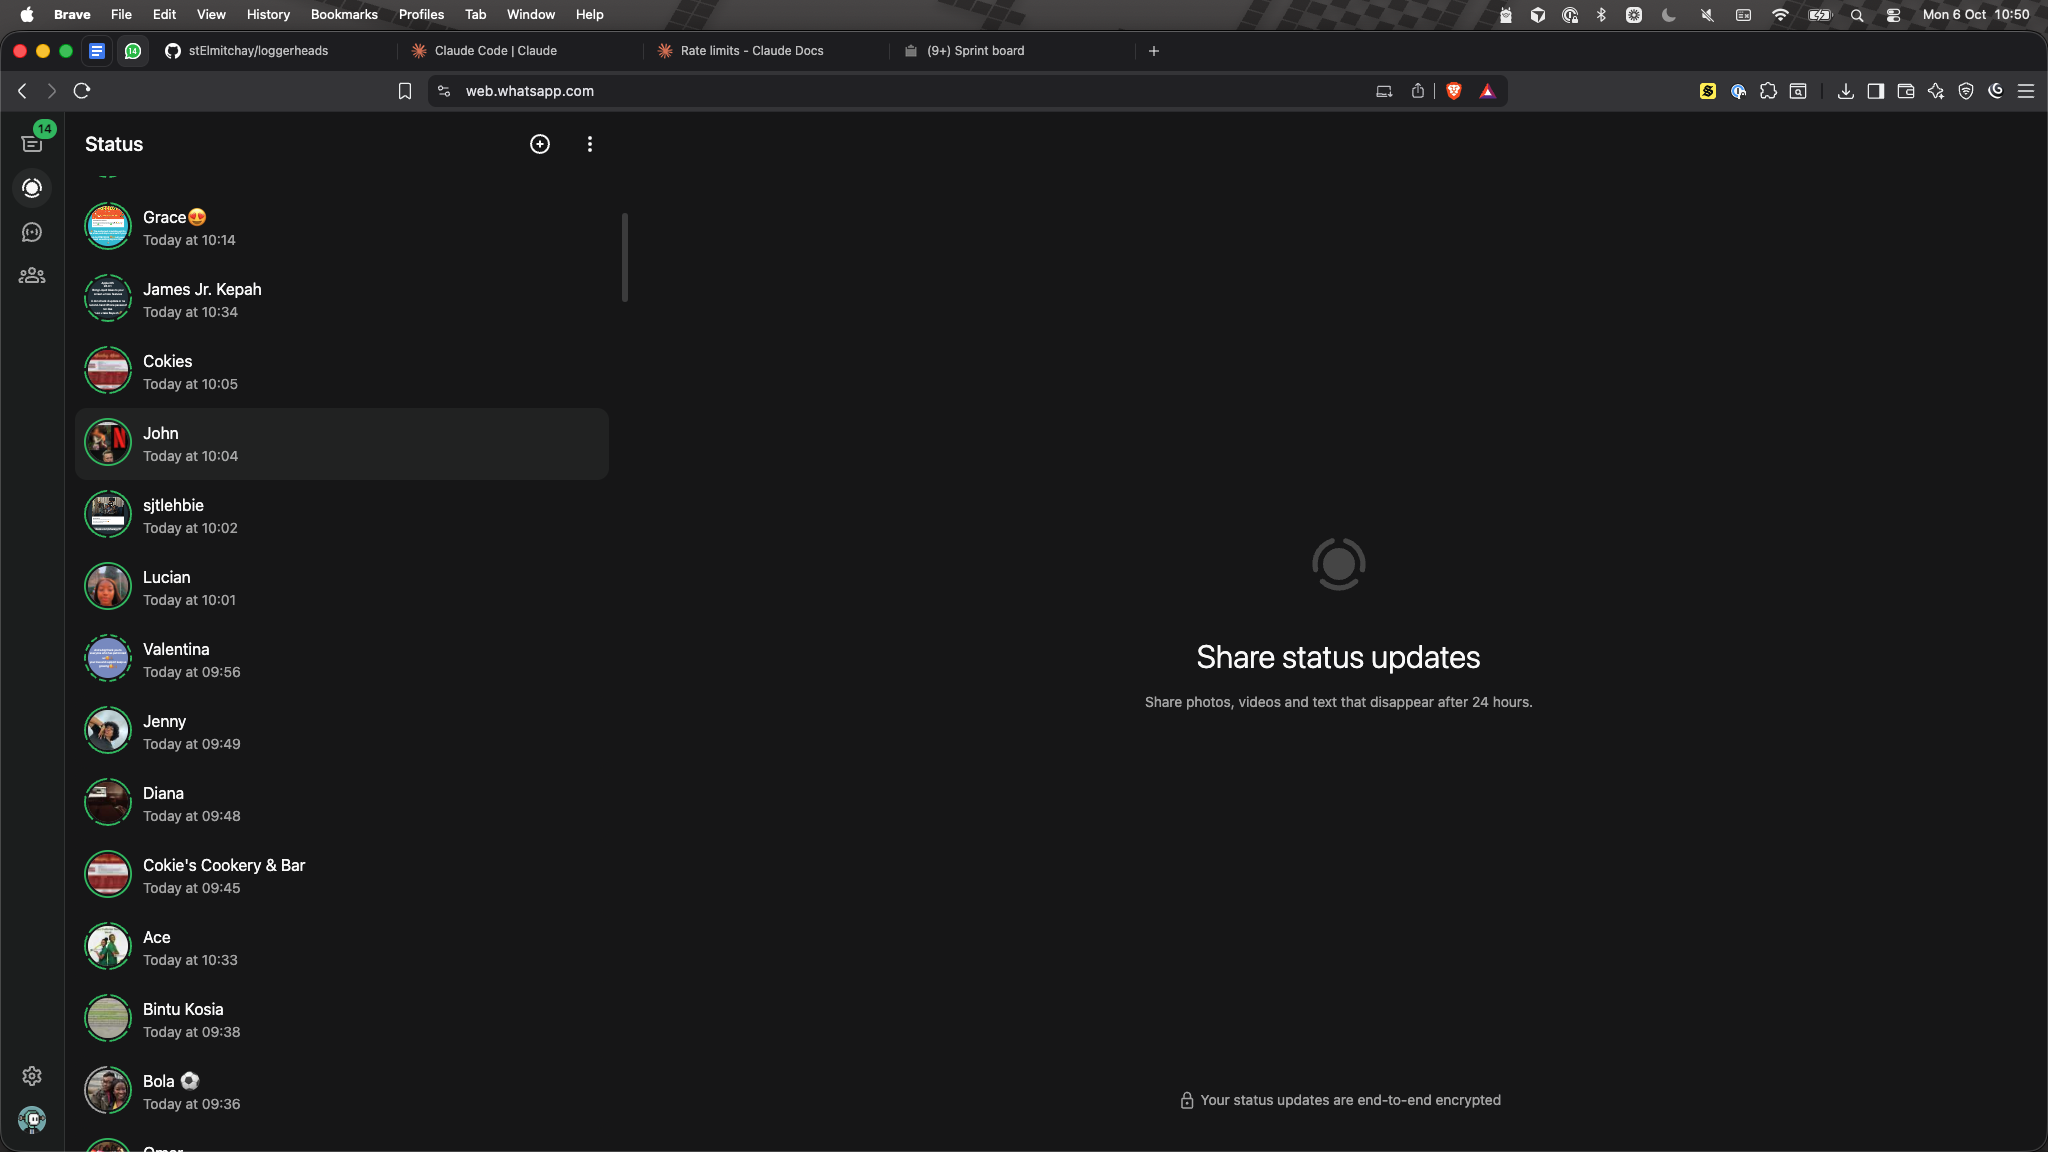 Brave File Edit View History Bookmarks Profiles Tab Window Help Mon 6 Oct 10:50
14 stElmitchay/loggerheads Claude Code | Claude Rate limits - Claude Docs (9+) Sprint board
web.whatsapp.com
14
Status
Grace😍
Today at 10:14
James Jr. Kepah
Today at 10:34
Cokies
Today at 10:05
John
Today at 10:04
N
sjtlehbie
Today at 10:02
Lucian
Today at 10:01
Valentina
Today at 09:56
Jenny
Today at 09:49
Diana
Today at 09:48
Cokie's Cookery & Bar
Today at 09:45
Ace
Today at 10:33
Bintu Kosia
Today at 09:38
Bola ⚽
Today at 09:36
Share status updates
Share photos, videos and text that disappear after 24 hours.
Your status updates are end-to-end encrypted